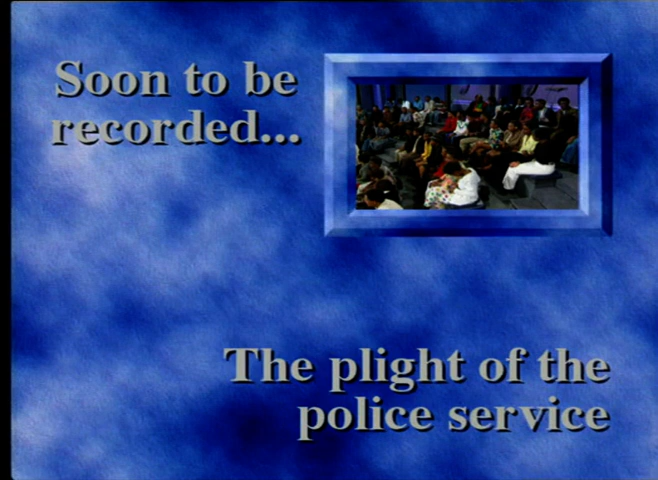 Soon to be
recorded...
The plight of the
police service